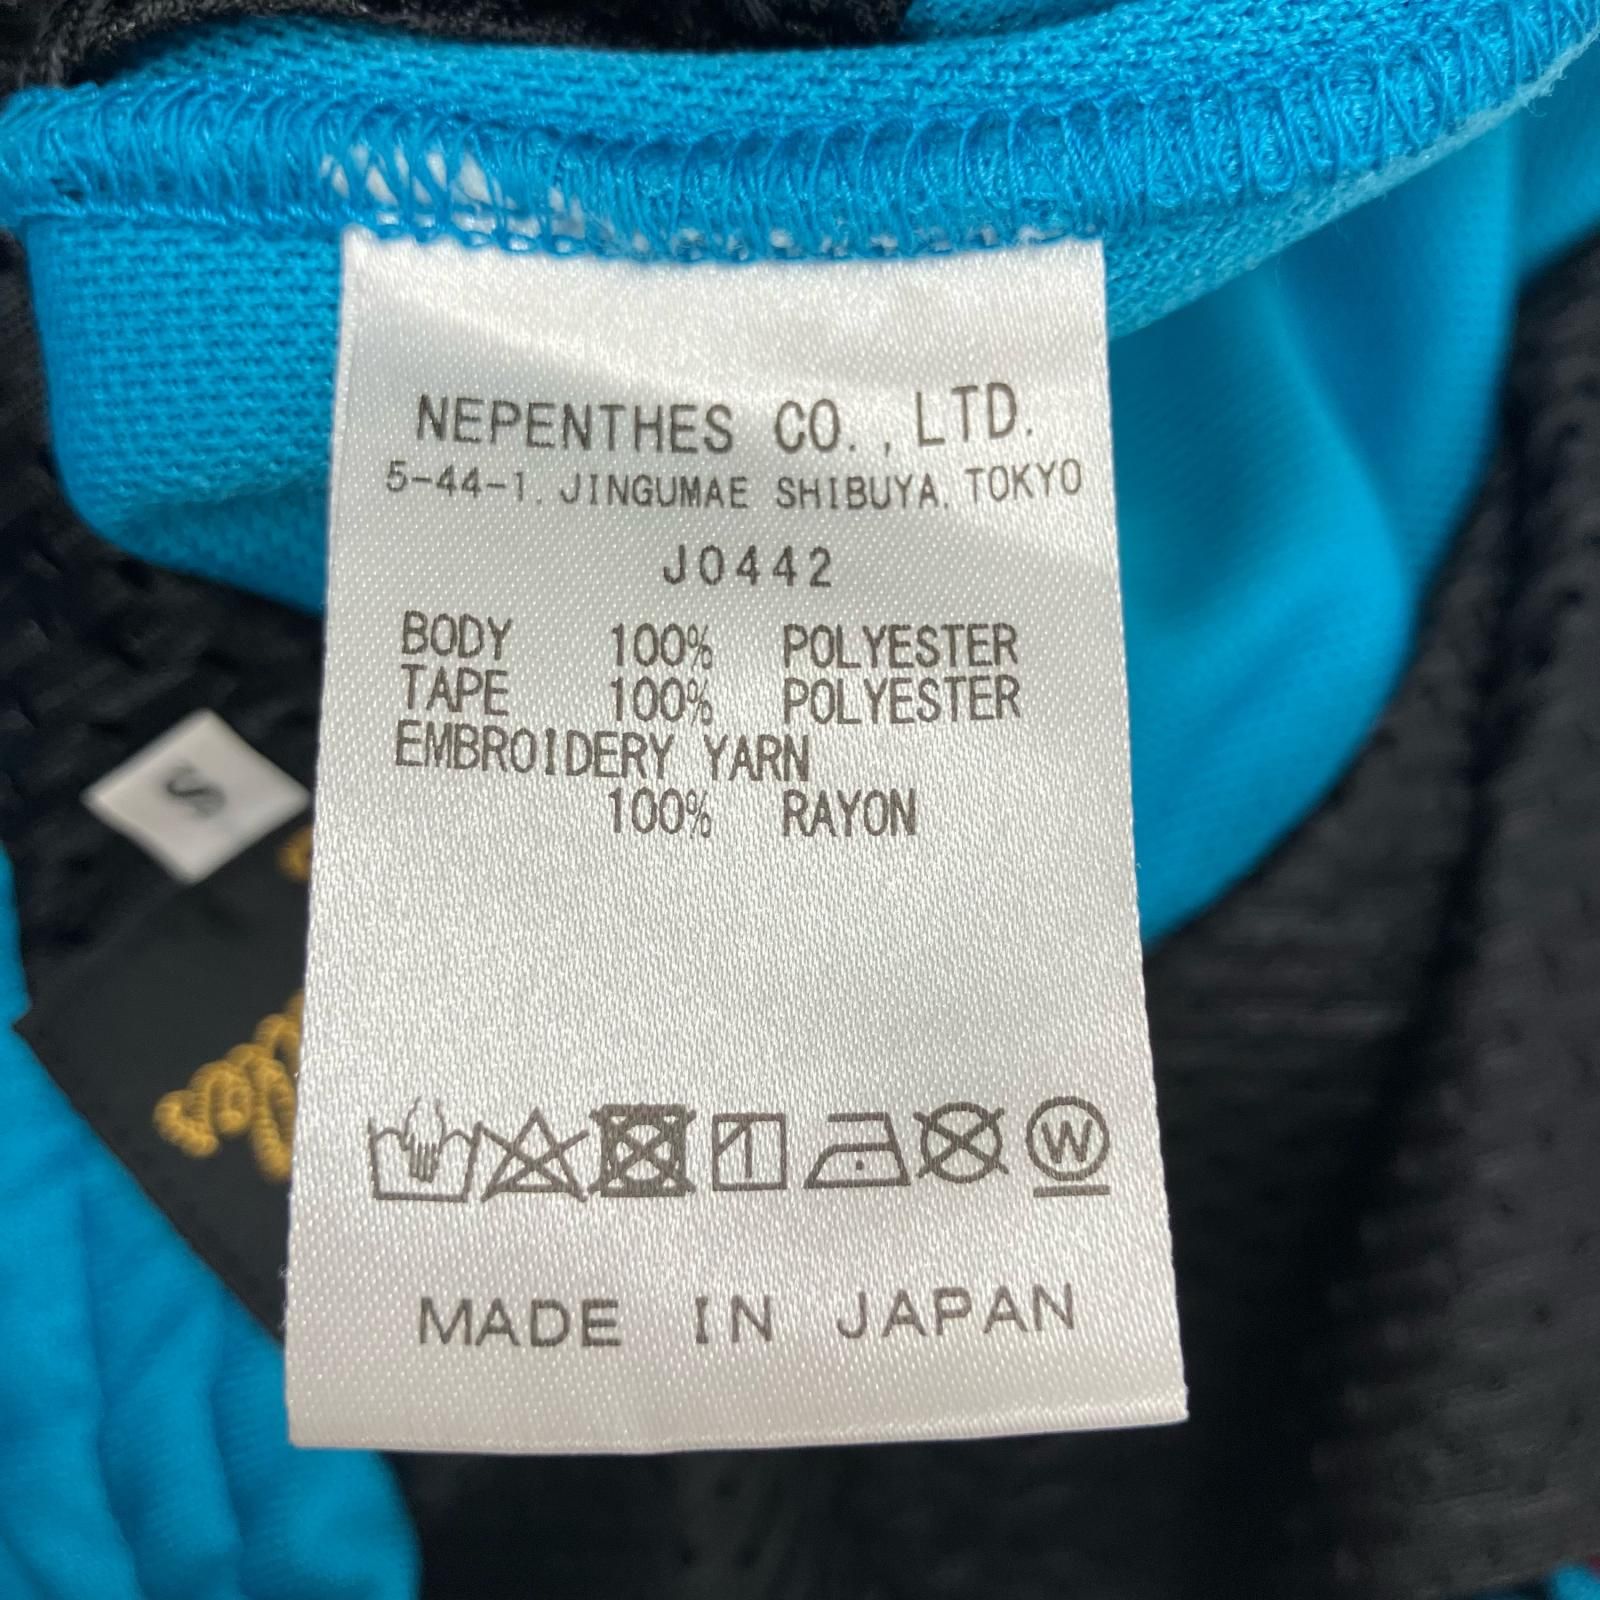 NEPENTHES CO., LTD.
5-44-1, JINGUMAE SHIBUYA, TOKYO
J0442
BODY 100% POLYESTER
TAPE 100% POLYESTER
EMBROIDERY YARN
100% RAYON
S
W
MADE IN JAPAN